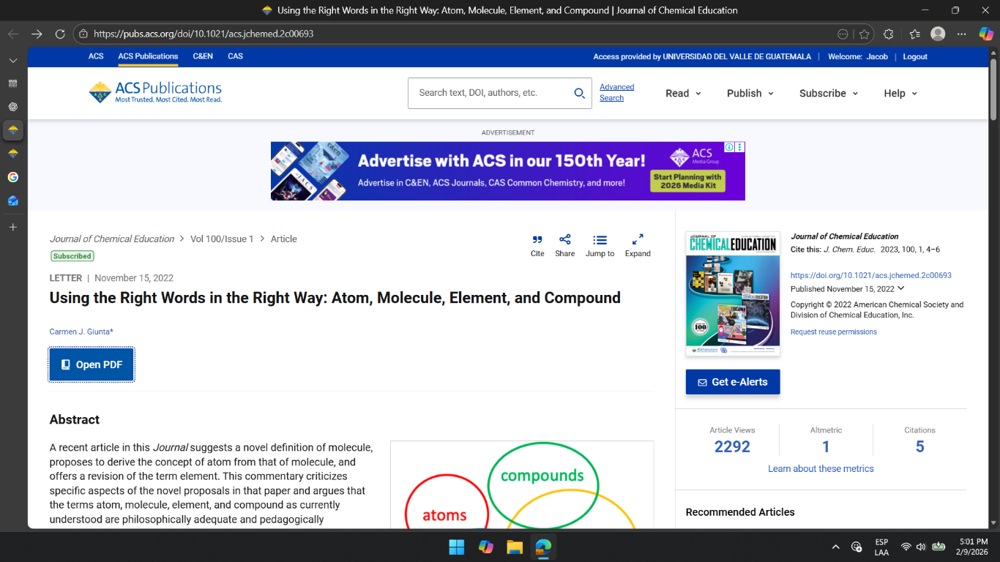 Using the Right Words in the Right Way: Atom, Molecule, Element, and Compound | Journal of Chemical Education
https://pubs.acs.org/doi/10.1021/acs.jchemed.2c00693
ACS ACS Publications C&EN CAS
Access provided by UNIVERSIDAD DEL VALLE DE GUATEMALA | Welcome: Jacob | Logout
UVG
ACS Publications
Most Trusted. Most Cited. Most Read.
Search text, DOI, authors, etc.
Advanced
Search
Read Publish Subscribe Help
ADVERTISEMENT
Advertise with ACS in our 150th Year!
Advertise in C&EN, ACS Journals, CAS Common Chemistry, and more!
ACS
Media Group
Start Planning with
2026 Media Kit
Journal of Chemical Education > Vol 100/Issue 1 > Article
Subscribed
Cite Share Jump to Expand
LETTER | November 15, 2022
Using the Right Words in the Right Way: Atom, Molecule, Element, and Compound
Carmen J. Giunta*
Open PDF
Abstract
A recent article in this Journal suggests a novel definition of molecule,
proposes to derive the concept of atom from that of molecule, and
offers a revision of the term element. This commentary criticizes
specific aspects of the novel proposals in that paper and argues that
the terms atom, molecule, element, and compound as currently
understood are philosophically adequate and pedagogically
compounds
atoms
JOURNAL OF
CHEMICAL EDUCATION
100
ACS Publications
Journal of Chemical Education
Cite this: J. Chem. Educ. 2023, 100, 1, 4–6
https://doi.org/10.1021/acs.jchemed.2c00693
Published November 15, 2022
Copyright © 2022 American Chemical Society and
Division of Chemical Education, Inc.
Request reuse permissions
Get e-Alerts
Article Views
2292
Altmetric
1
Citations
5
Learn about these metrics
Recommended Articles
ESP
LAA
5:01 PM
2/9/2026